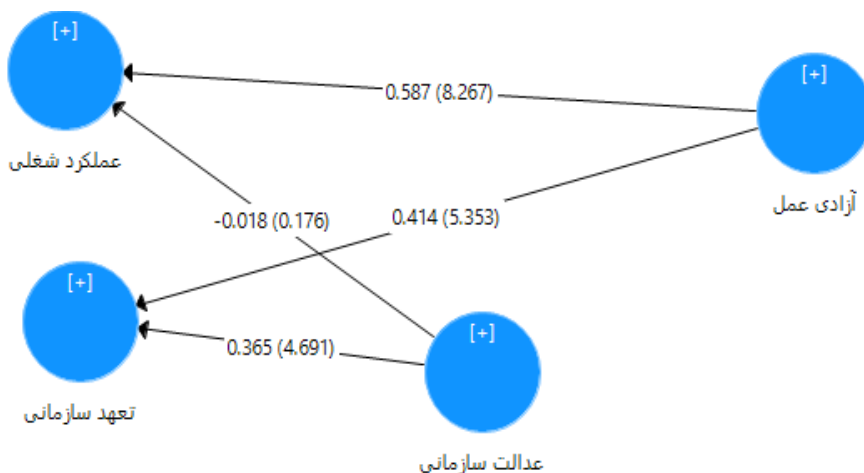 [+]
[+]
0.587 (8.267)
عملکرد شغلی
آزادی عمل
-0.018 (0.176)
0.414 (5.353)
[+]
[+]
0.365 (4.691)
تعهد سازمانی
عدالت سازمانی